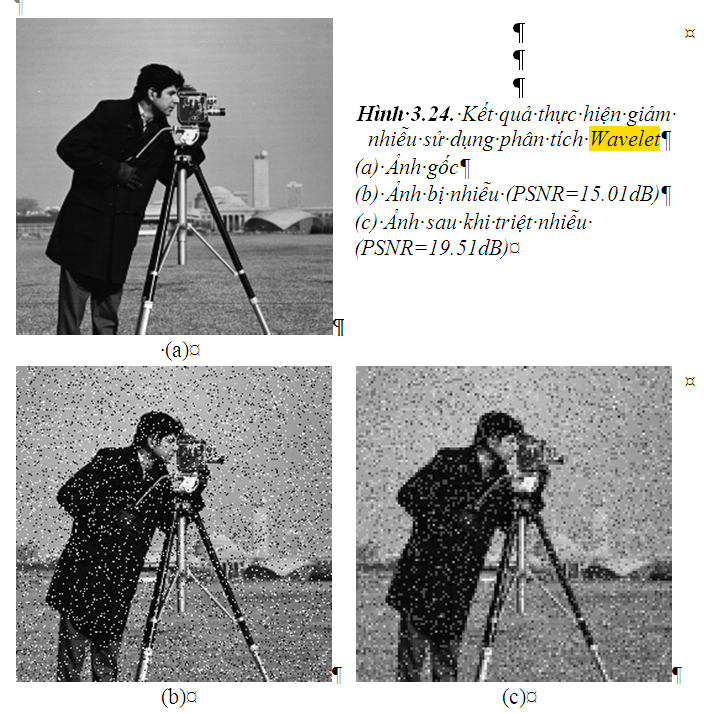 Hình 3.24. Kết quả thực hiện giảm
nhiễu sử dụng phân tích Wavelet¶
(a) Ảnh gốc¶
(b) Ảnh bị nhiễu (PSNR=15.01dB)¶
(c) Ảnh sau khi triệt nhiễu
(PSNR=19.51dB)¤
(a)¤
(b)¤
(c)¤